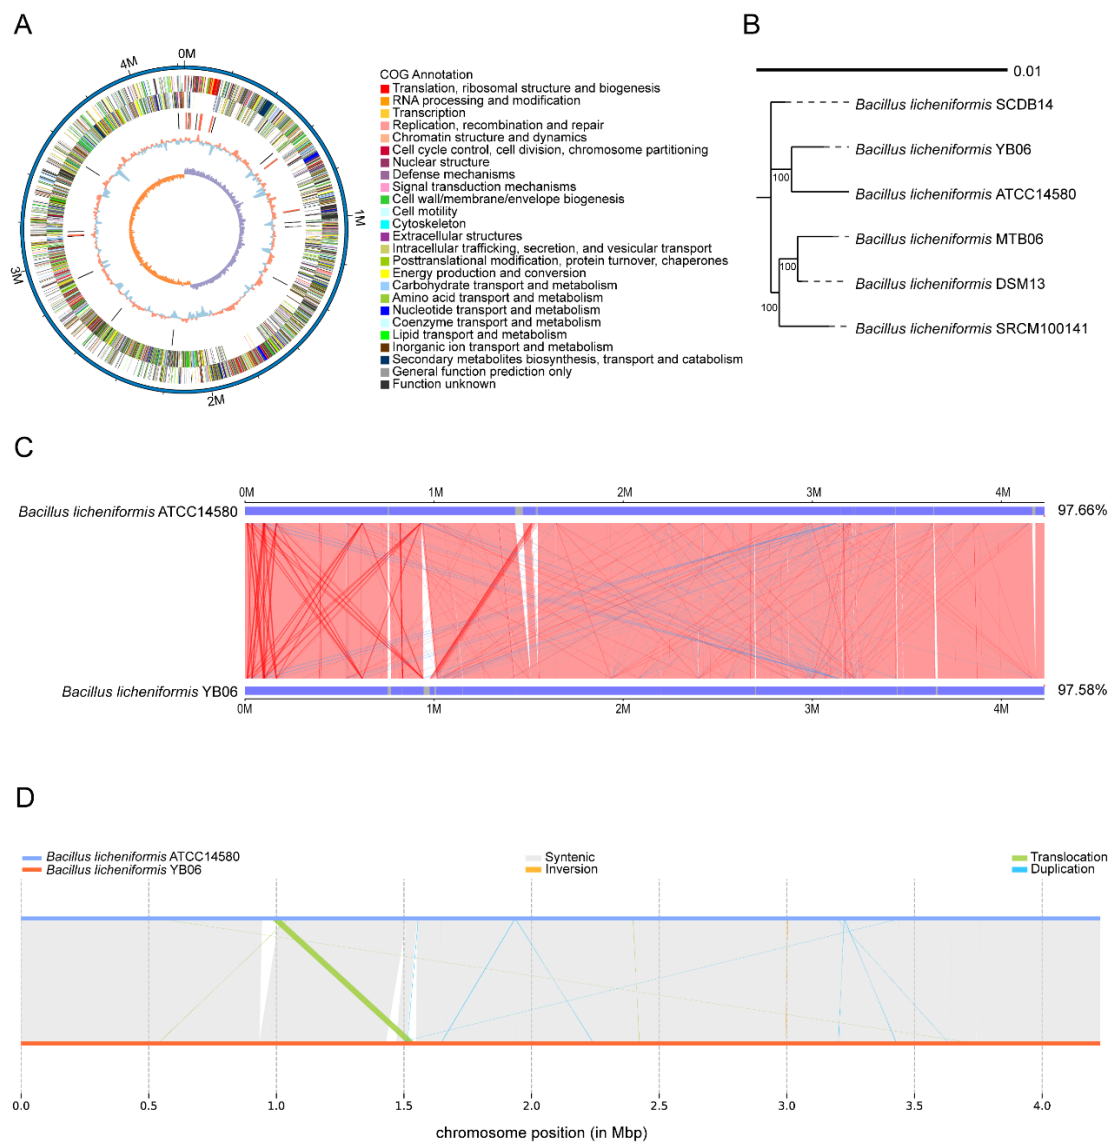 A
0M
1M
2M
3M
4M
COG Annotation
Translation, ribosomal structure and biogenesis
RNA processing and modification
Transcription
Replication, recombination and repair
Chromatin structure and dynamics
Cell cycle control, cell division, chromosome partitioning
Nuclear structure
Defense mechanisms
Signal transduction mechanisms
Cell wall/membrane/envelope biogenesis
Cell motility
Cytoskeleton
Extracellular structures
Intracellular trafficking, secretion, and vesicular transport
Posttranslational modification, protein turnover, chaperones
Energy production and conversion
Carbohydrate transport and metabolism
Amino acid transport and metabolism
Nucleotide transport and metabolism
Coenzyme transport and metabolism
Lipid transport and metabolism
Inorganic ion transport and metabolism
Secondary metabolites biosynthesis, transport and catabolism
General function prediction only
Function unknown
B
0.01
Bacillus licheniformis SCDB14
Bacillus licheniformis YB06
100
Bacillus licheniformis ATCC14580
Bacillus licheniformis MTB06
100
Bacillus licheniformis DSM13
100
Bacillus licheniformis SRCM100141
C
0M 1M 2M 3M 4M
Bacillus licheniformis ATCC14580 97.66%
Bacillus licheniformis YB06 97.58%
0M 1M 2M 3M 4M
D
Bacillus licheniformis ATCC14580 Syntenic Translocation
Bacillus licheniformis YB06 Inversion Duplication
0.0 0.5 1.0 1.5 2.0 2.5 3.0 3.5 4.0
chromosome position (in Mbp)